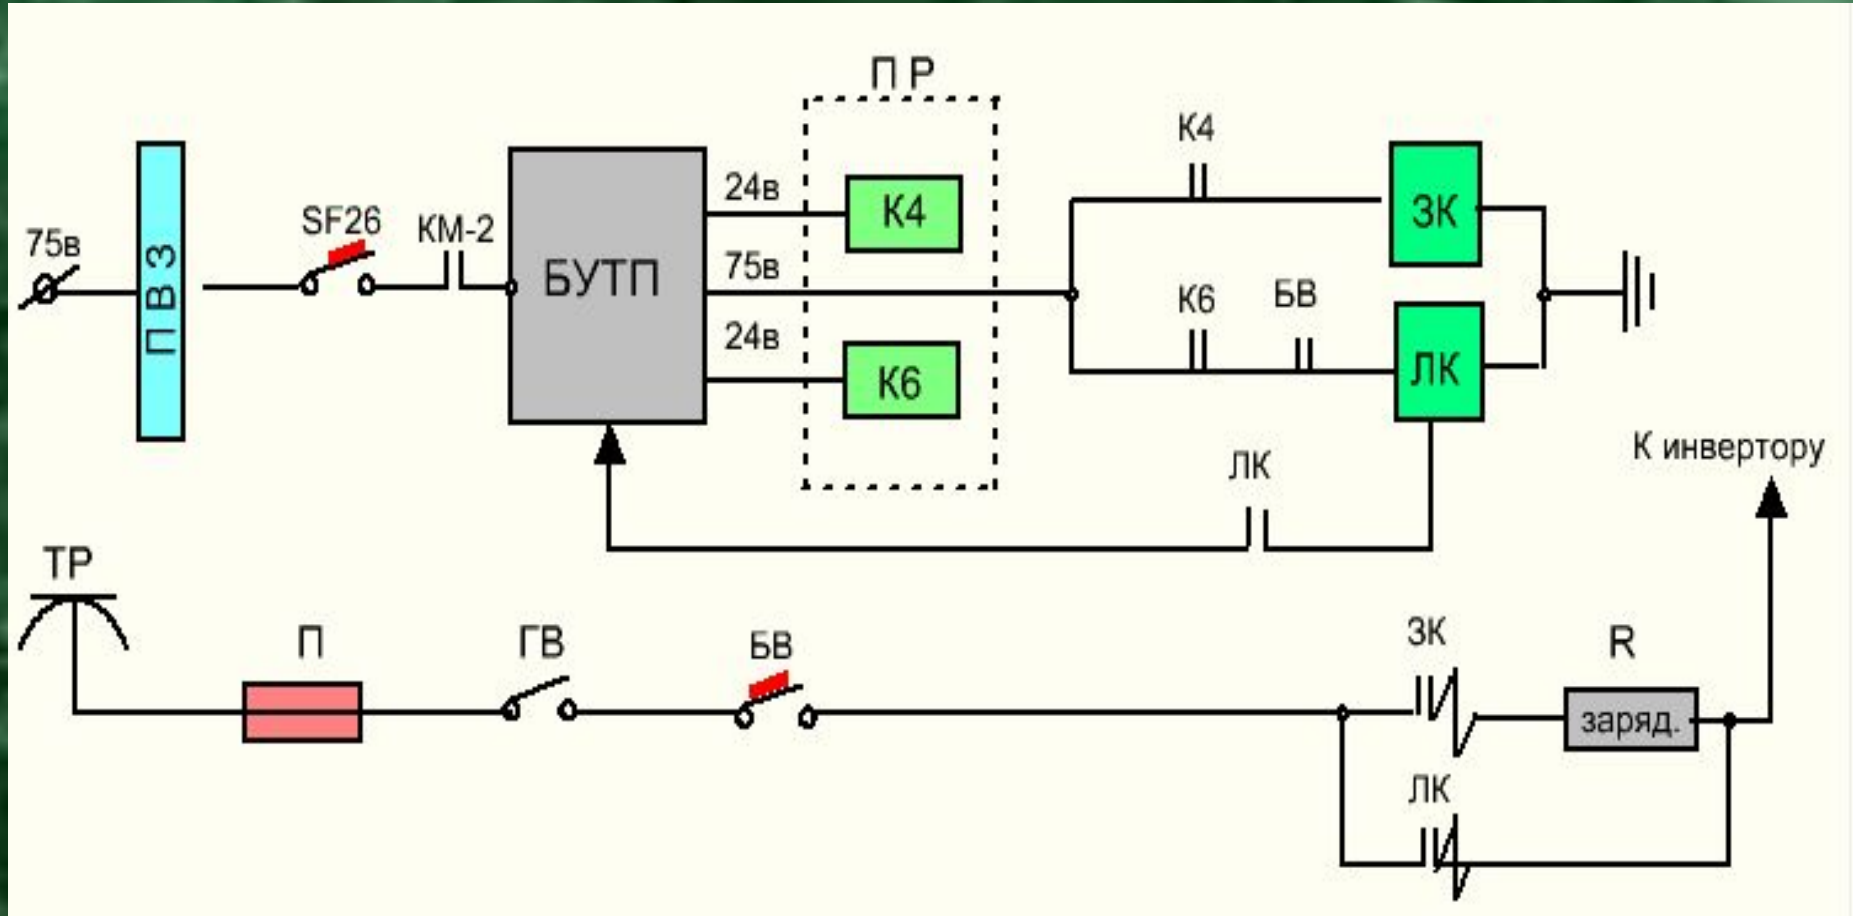 П Р
К4
75в
П В З
SF26
КМ-2
БУТП
24в
К4
ЗК
75в
К6
БВ
24в
К6
ЛК
ЛК
К инвертору
ТР
П
ГВ
БВ
ЗК
R
заряд.
ЛК